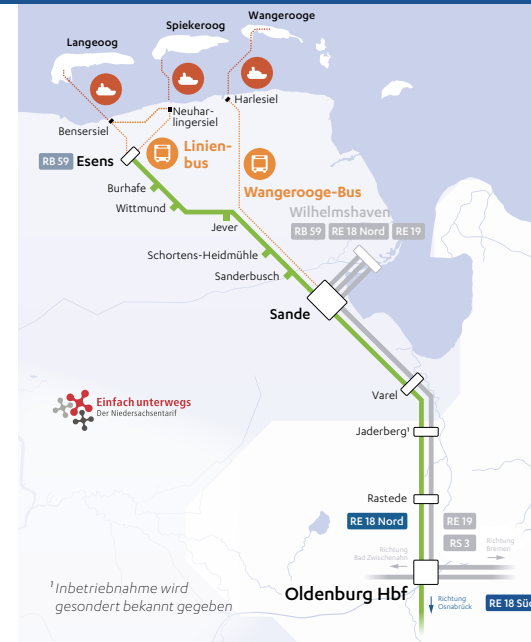 Wangerooge
Spiekeroog
Langeoog
Harlesiel
Neuhar-
lingersiel
Bensersiel
Linien-
bus
RB 59 Esens
Burhafe
Wangerooge-Bus
Wittmund
Wilhelmshaven
RB 59 RE 18 Nord RE 19
Jever
Schortens-Heidmühle
Sanderbusch
Sande
Varel
Einfach unterwegs
Der Niedersachsentarif
Jaderberg¹
Rastede
RE 18 Nord RE 19
RS 3
Richtung
Bremen
Richtung
Bad Zwischenahn
¹ Inbetriebnahme wird
gesondert bekannt gegeben
Oldenburg Hbf
Richtung
Osnabrück
RE 18 Süd